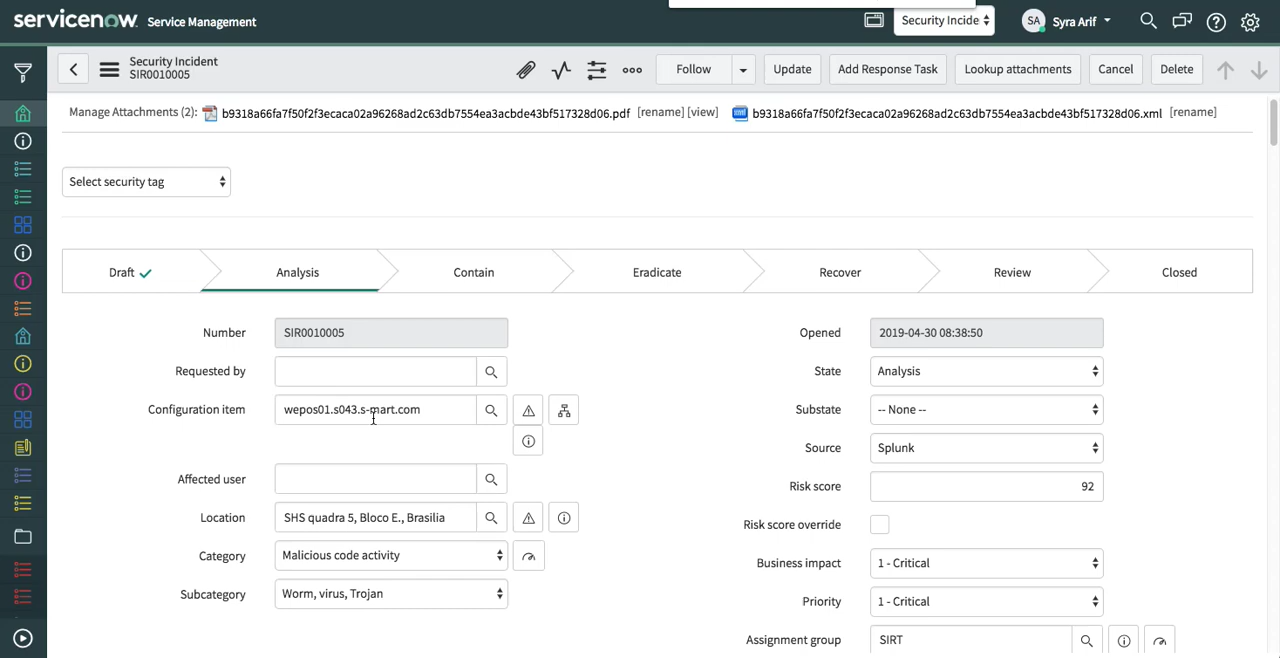 servicenow. Service Management
Security Incide
SA Syra Arif
Security Incident
SIR0010005
Follow
Update
Add Response Task
Lookup attachments
Cancel
Delete
Manage Attachments (2): b9318a66fa7f50f2f3ecaca02a96268ad2c63db7554ea3acbde43bf517328d06.pdf [rename] [view] b9318a66fa7f50f2f3ecaca02a96268ad2c63db7554ea3acbde43bf517328d06.xml [rename]
Select security tag
Draft Analysis Contain Eradicate Recover Review Closed
Number SIR0010005
Requested by
Configuration item wepos01.s043.s-mart.com
Affected user
Location SHS quadra 5, Bloco E., Brasilia
Category Malicious code activity
Subcategory Worm, virus, Trojan
Opened 2019-04-30 08:38:50
State Analysis
Substate -- None --
Source Splunk
Risk score 92
Risk score override
Business impact 1 - Critical
Priority 1 - Critical
Assignment group SIRT